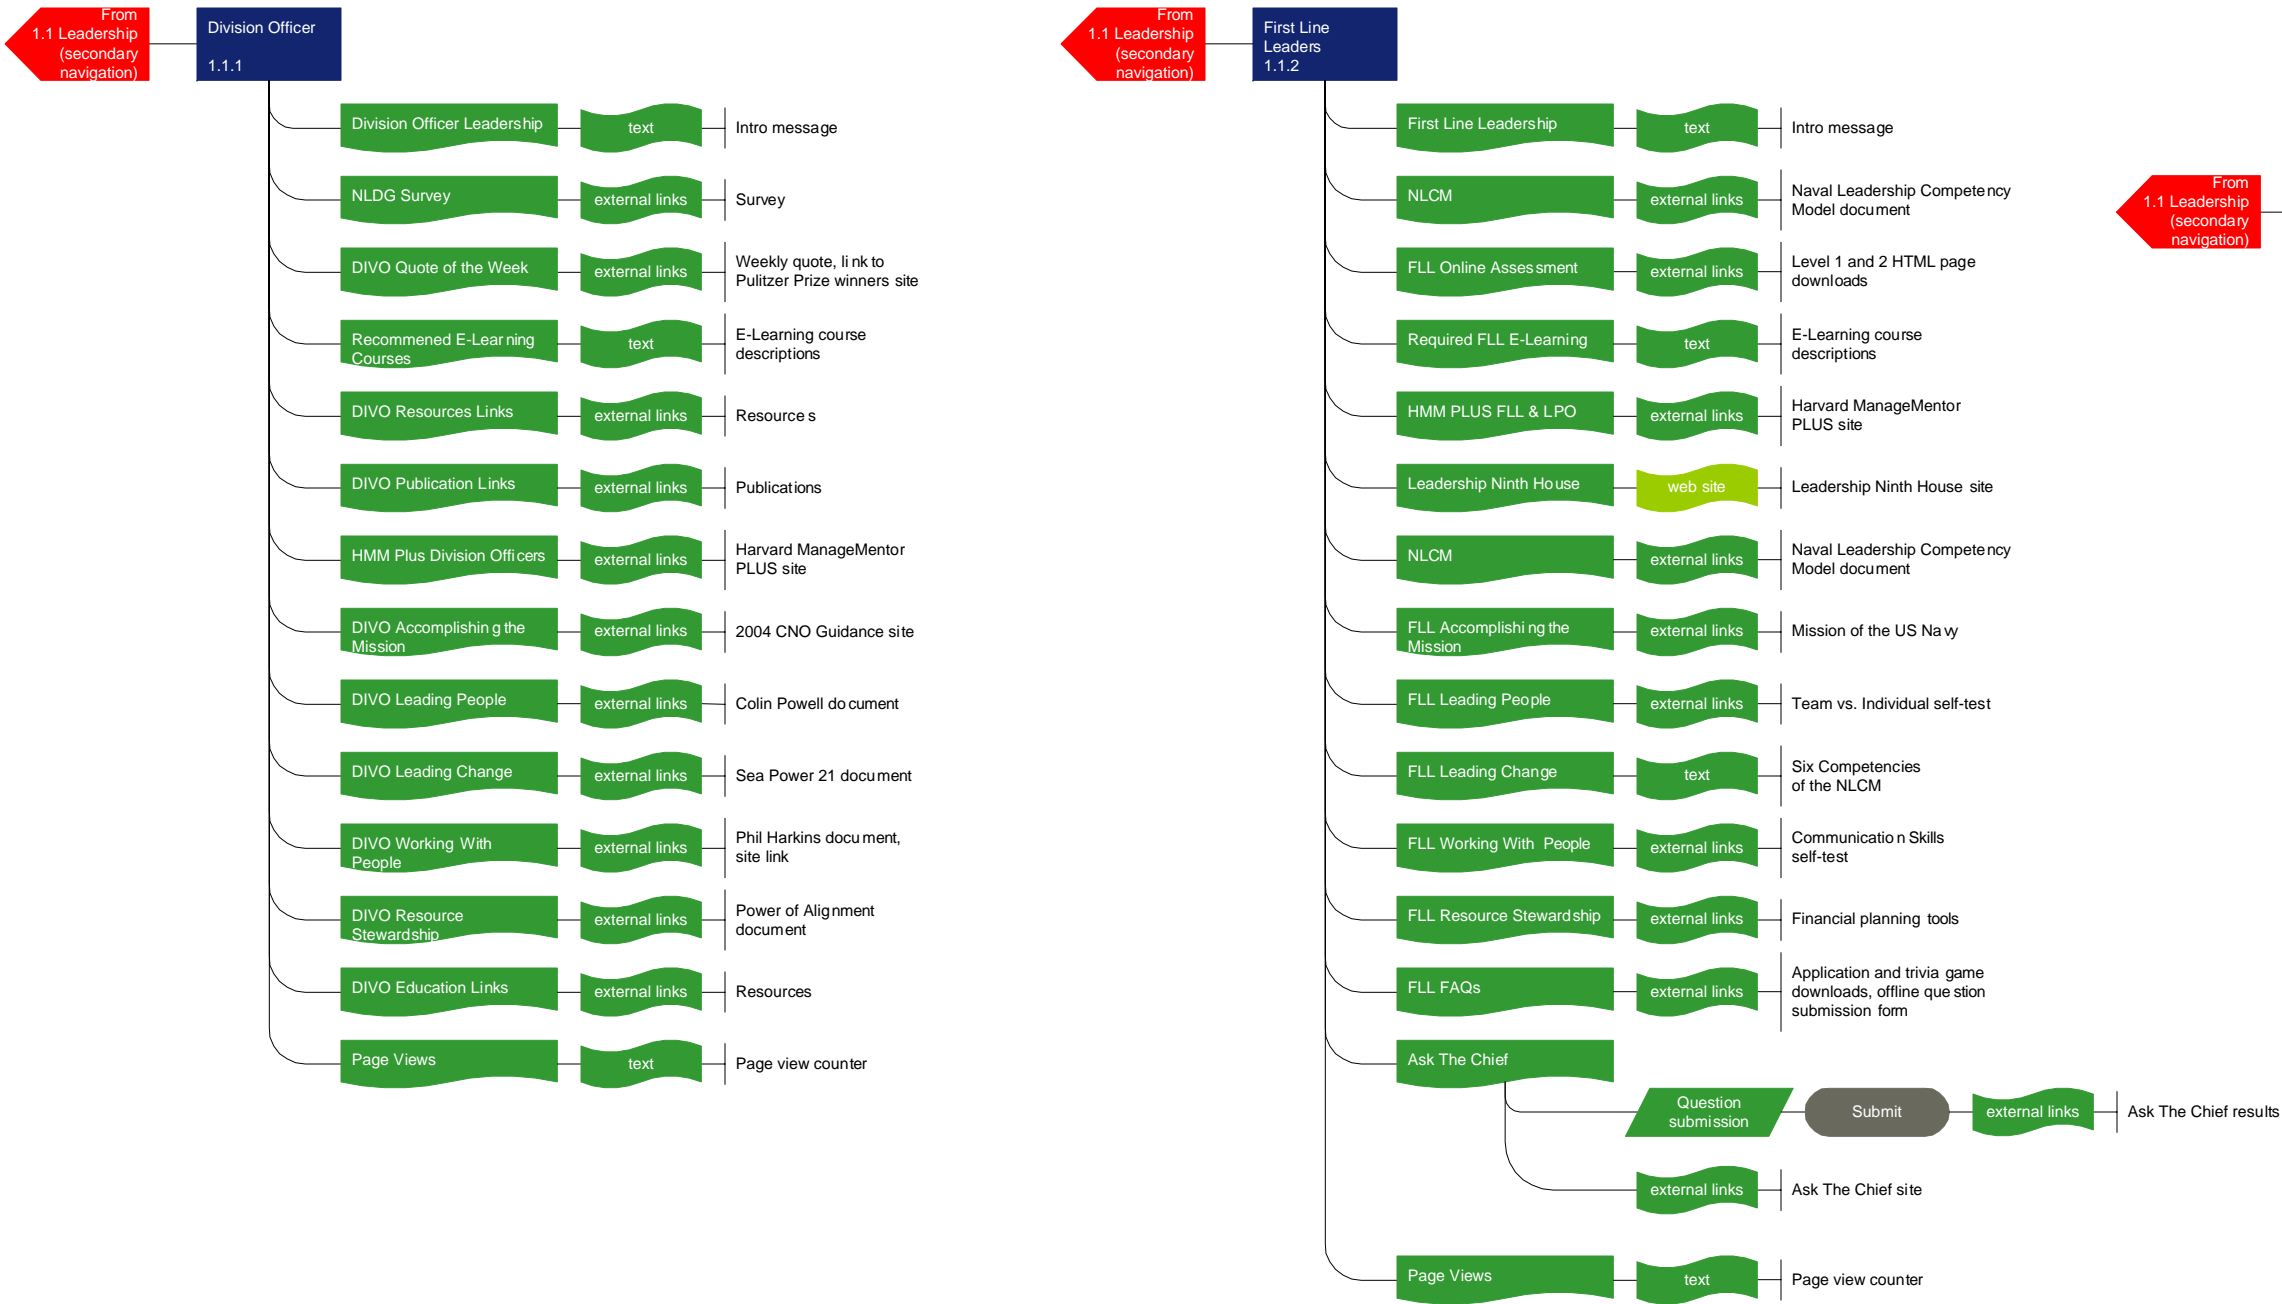 From
1.1 Leadership
(secondary
navigation)
Division Officer
1.1.1
Division Officer Leadership
text
Intro message
NLDG Survey
external links
Survey
DIVO Quote of the Week
external links
Weekly quote, link to
Pulitzer Prize winners site
Recommened E-Learning
Courses
text
E-Learning course
descriptions
DIVO Resources Links
external links
Resources
DIVO Publication Links
external links
Publications
HMM Plus Division Officers
external links
Harvard ManageMentor
PLUS site
DIVO Accomplishing the
Mission
external links
2004 CNO Guidance site
DIVO Leading People
external links
Colin Powell document
DIVO Leading Change
external links
Sea Power 21 document
DIVO Working With
People
external links
Phil Harkins document,
site link
DIVO Resource
Stewardship
external links
Power of Alignment
document
DIVO Education Links
external links
Resources
Page Views
text
Page view counter
From
1.1 Leadership
(secondary
navigation)
First Line
Leaders
1.1.2
First Line Leadership
text
Intro message
NLCM
external links
Naval Leadership Competency
Model document
FLL Online Assessment
external links
Level 1 and 2 HTML page
downloads
Required FLL E-Learning
text
E-Learning course
descriptions
HMM PLUS FLL & LPO
external links
Harvard ManageMentor
PLUS site
Leadership Ninth House
web site
Leadership Ninth House site
NLCM
external links
Naval Leadership Competency
Model document
FLL Accomplishing the
Mission
external links
Mission of the US Navy
FLL Leading People
external links
Team vs. Individual self-test
FLL Leading Change
text
Six Competencies
of the NLCM
FLL Working With People
external links
Communication Skills
self-test
FLL Resource Stewardship
external links
Financial planning tools
FLL FAQs
external links
Application and trivia game
downloads, offline question
submission form
Ask The Chief
Question
submission
Submit
external links
Ask The Chief results
external links
Ask The Chief site
Page Views
text
Page view counter
From
1.1 Leadership
(secondary
navigation)